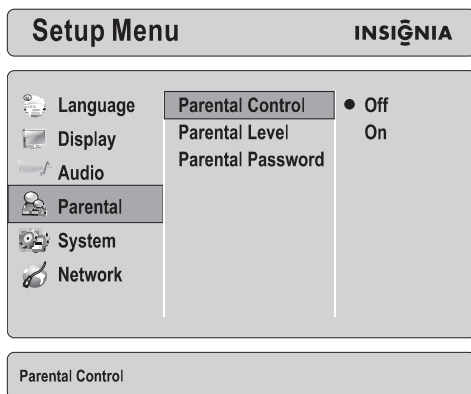 Setup Menu
INSIGNIA
Language
Display
Audio
Parental
System
Network
Parental Control
Parental Level
Parental Password
Off
On
Parental Control